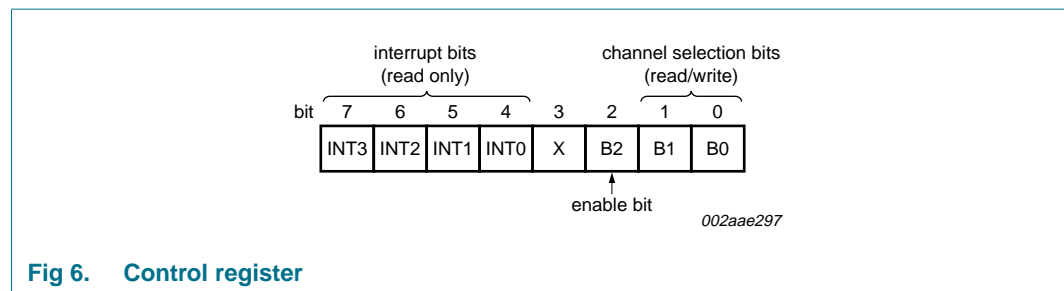 interrupt bits
(read only)
channel selection bits
(read/write)
bit 7 6 5 4 3 2 1 0
INT3 INT2 INT1 INT0 X B2 B1 B0
enable bit
002aae297
Fig 6. Control register